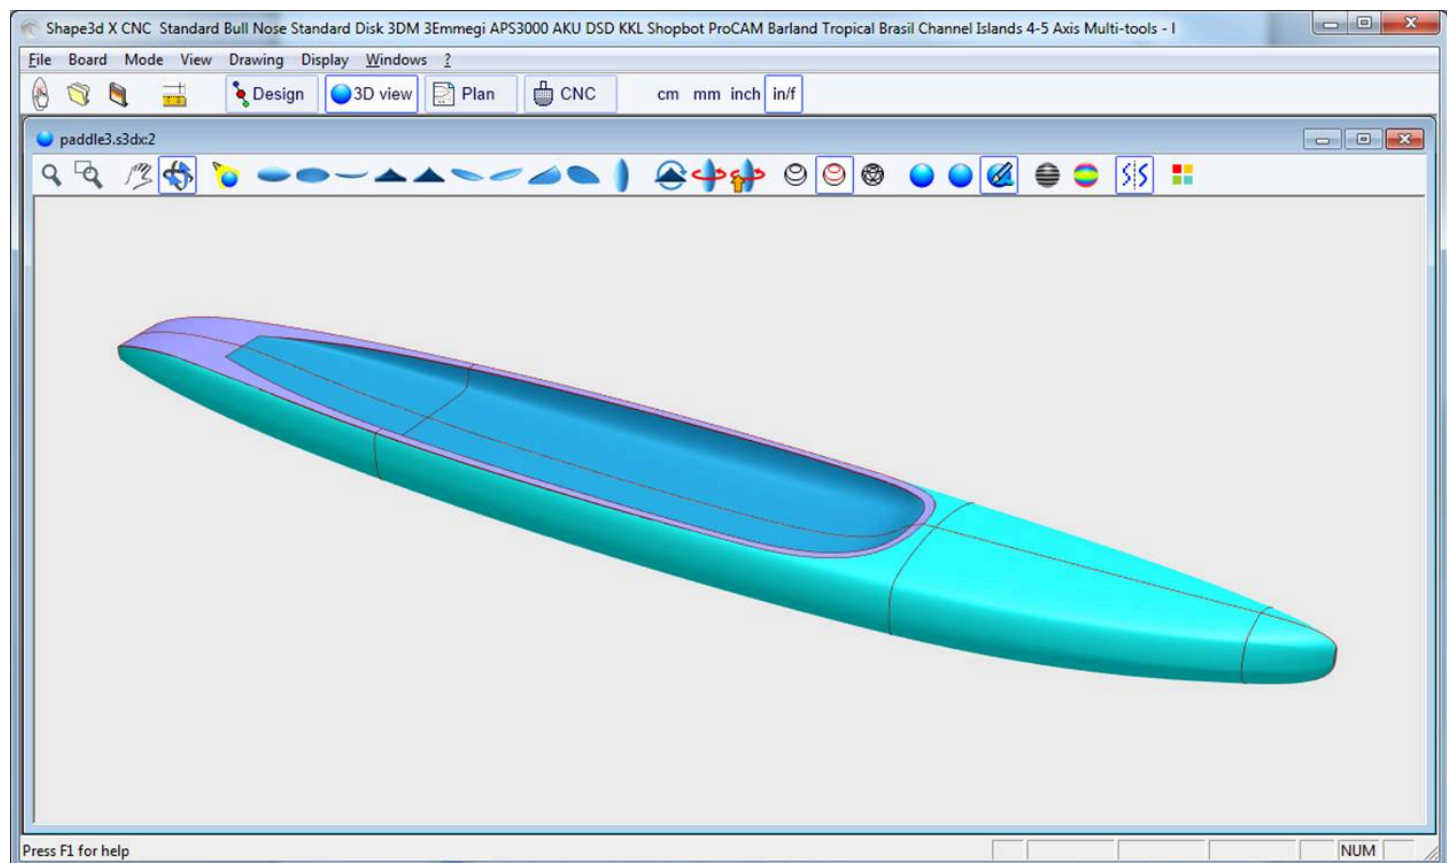 Shape3d X CNC Standard Bull Nose Standard Disk 3DM 3Emmegi APS3000 AKU DSD KKL Shopbot ProCAM Barland Tropical Brasil Channel Islands 4-5 Axis Multi-tools - I
File Board Mode View Drawing Display Windows ?
Design 3D view Plan CNC cm mm inch in/f
paddle3.s3dx:2
Press F1 for help NUM